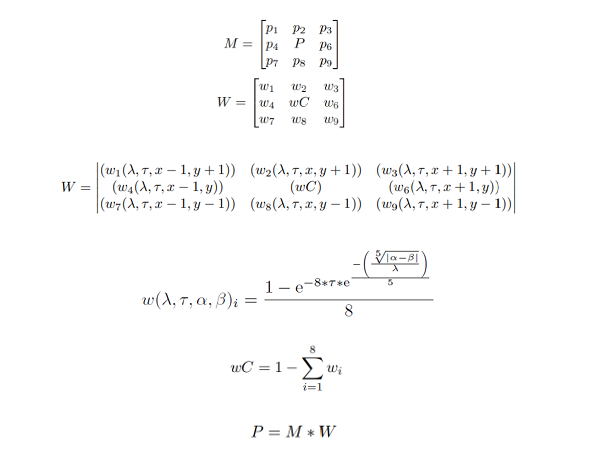 M = [p₁ p₂ p₃
p₄ P p₆
p₇ p₈ p₉]
W = [w₁ w₂ w₃
w₄ wC w₆
w₇ w₈ w₉]
W = |(w₁(λ, τ, x − 1, y + 1)) (w₂(λ, τ, x, y + 1)) (w₃(λ, τ, x + 1, y + 1))
(w₄(λ, τ, x − 1, y)) (wC) (w₆(λ, τ, x + 1, y))
(w₇(λ, τ, x − 1, y − 1)) (w₈(λ, τ, x, y − 1)) (w₉(λ, τ, x + 1, y − 1))|
w(λ, τ, α, β)ᵢ = (1 − e^(−8*τ*e^(−(⁵√|α−β| / λ) / 5))) / 8
wC = 1 − ∑_{i=1}^{8} wᵢ
P = M ∗ W